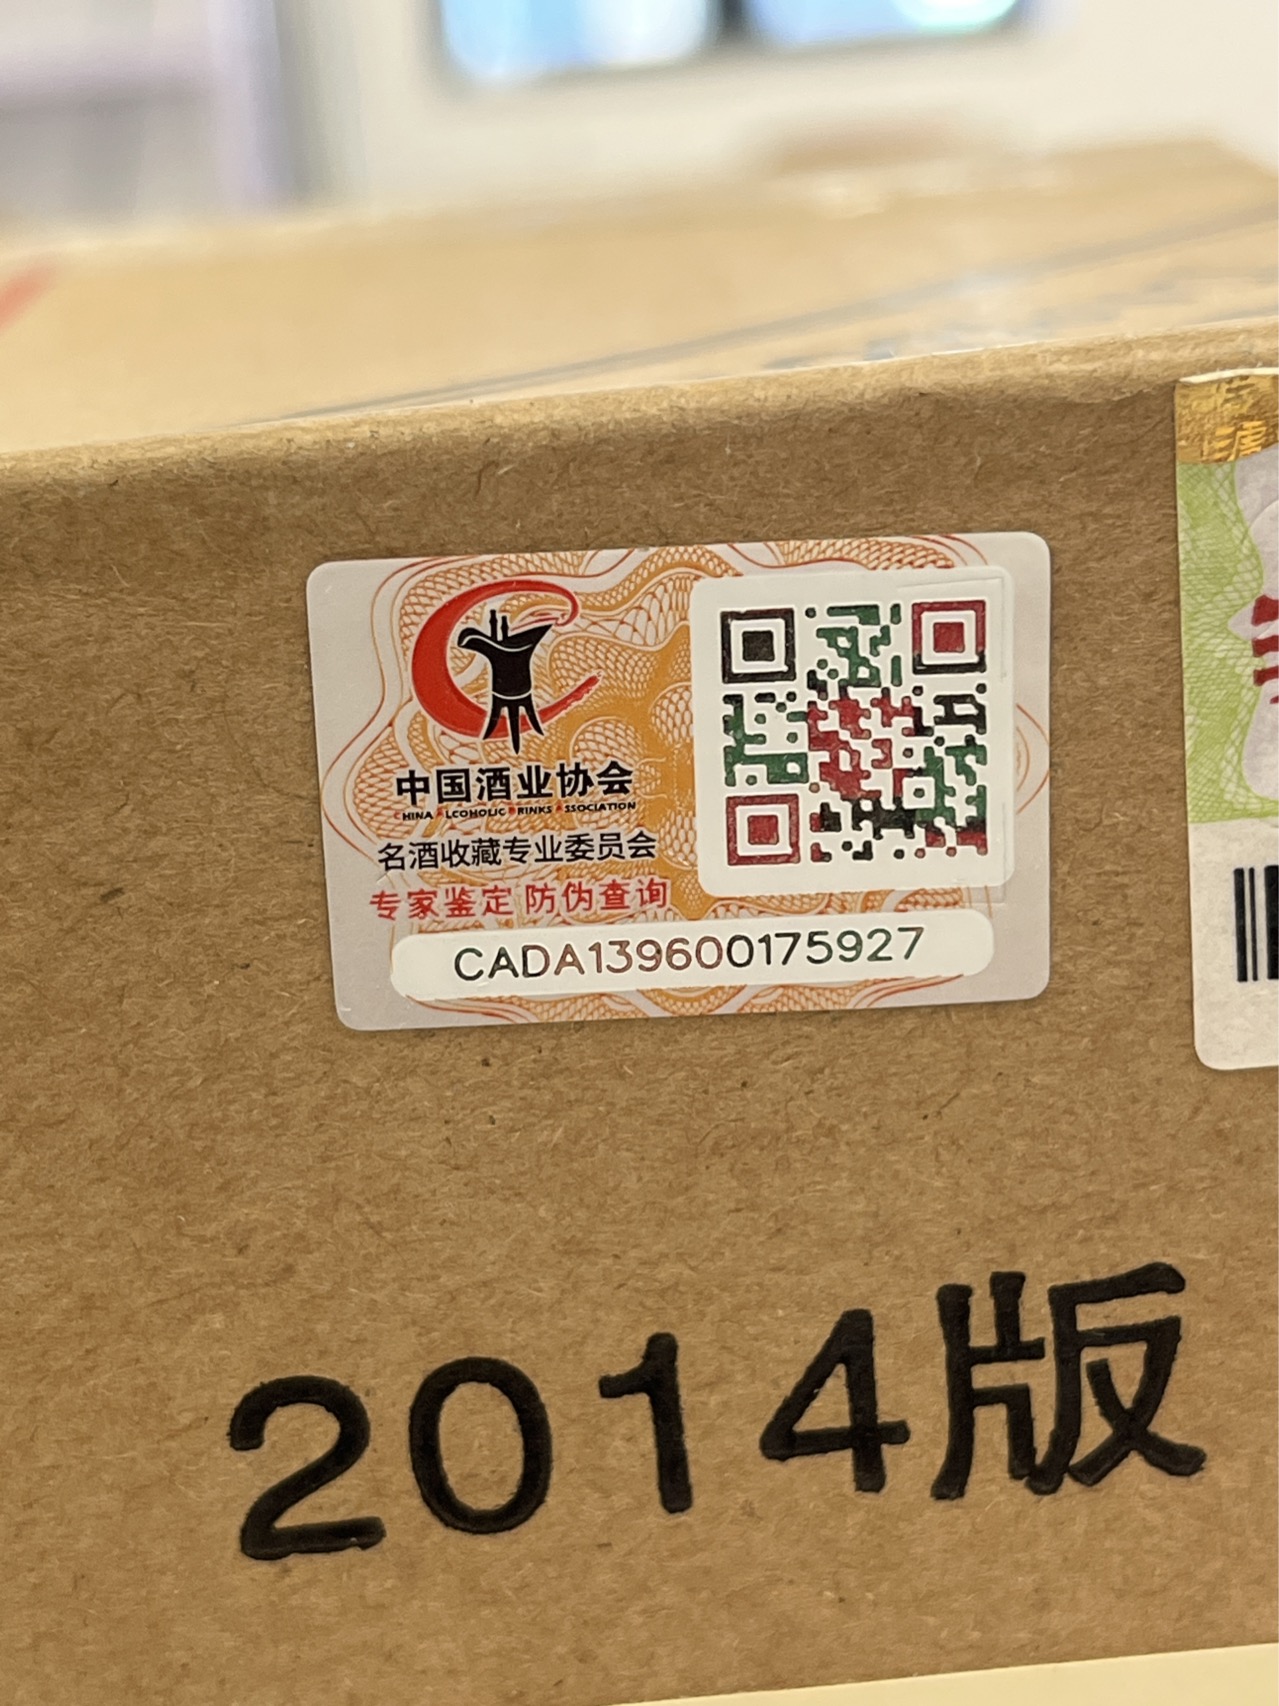 中国酒业协会
CHINA ALCOHOLIC DRINKS ASSOCIATION
名酒收藏专业委员会
专家鉴定 防伪查询
CADA139600175927
2014版